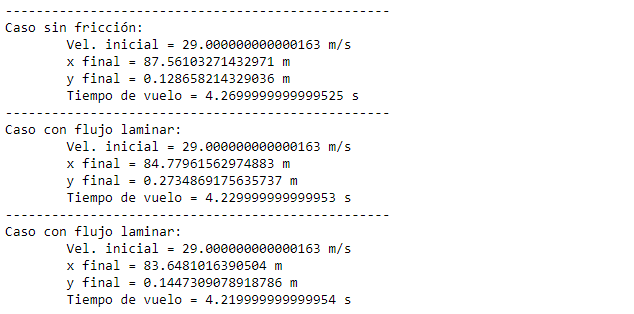 --------------------------------------------------
Caso sin fricción:
Vel. inicial = 29.000000000000163 m/s
x final = 87.56103271432971 m
y final = 0.128658214329036 m
Tiempo de vuelo = 4.2699999999999525 s
--------------------------------------------------
Caso con flujo laminar:
Vel. inicial = 29.000000000000163 m/s
x final = 84.77961562974883 m
y final = 0.2734869175635737 m
Tiempo de vuelo = 4.229999999999953 s
--------------------------------------------------
Caso con flujo laminar:
Vel. inicial = 29.000000000000163 m/s
x final = 83.6481016390504 m
y final = 0.1447309078918786 m
Tiempo de vuelo = 4.219999999999954 s